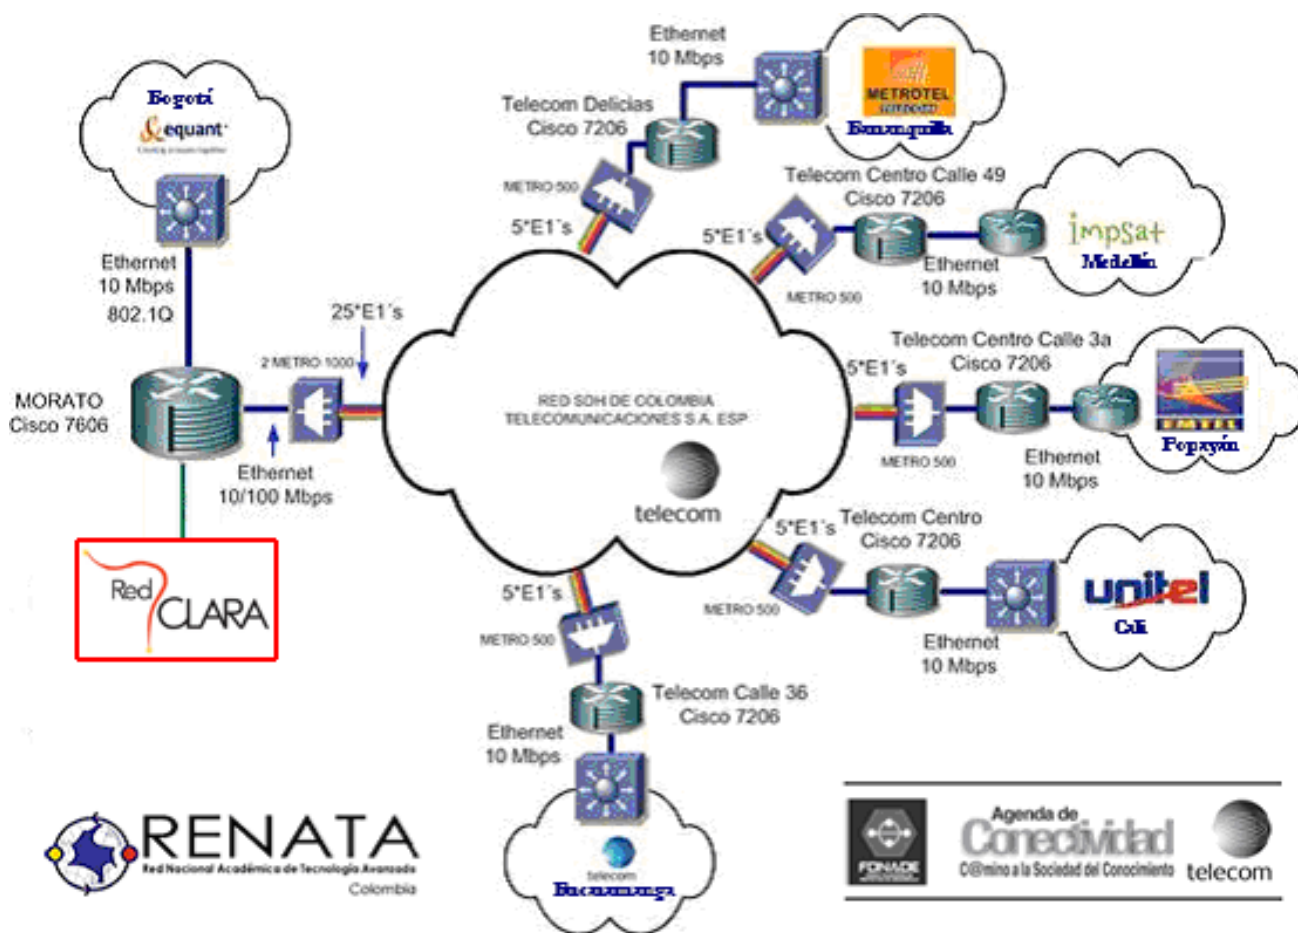 Bogotá
equant
Ethernet
10 Mbps
802.1Q
MORATO
Cisco 7606
2 METRO 1000
25*E1´s
Ethernet
10/100 Mbps
Red
CLARA
Ethernet
10 Mbps
METROTEL
Barranquilla
Telecom Delicias
Cisco 7206
METRO 500
5*E1´s
Telecom Centro Calle 49
Cisco 7206
5*E1´s
METRO 500
Ethernet
10 Mbps
impsat
Medellín
RED SDH DE COLOMBIA
TELECOMUNICACIONES S.A. ESP
telecom
Telecom Centro Calle 3a
Cisco 7206
5*E1´s
METRO 500
Ethernet
10 Mbps
EMTEL
Popayán
Telecom Centro
Cisco 7206
5*E1´s
METRO 500
Ethernet
10 Mbps
unitel
Cali
5*E1´s
METRO 500
Telecom Calle 36
Cisco 7206
Ethernet
10 Mbps
telecom
Bucaramanga
RENATA
Red Nacional Académica de Tecnología Avanzada
Colombia
FONADE
Agenda de
Conectividad
C@mino a la Sociedad del Conocimiento
telecom